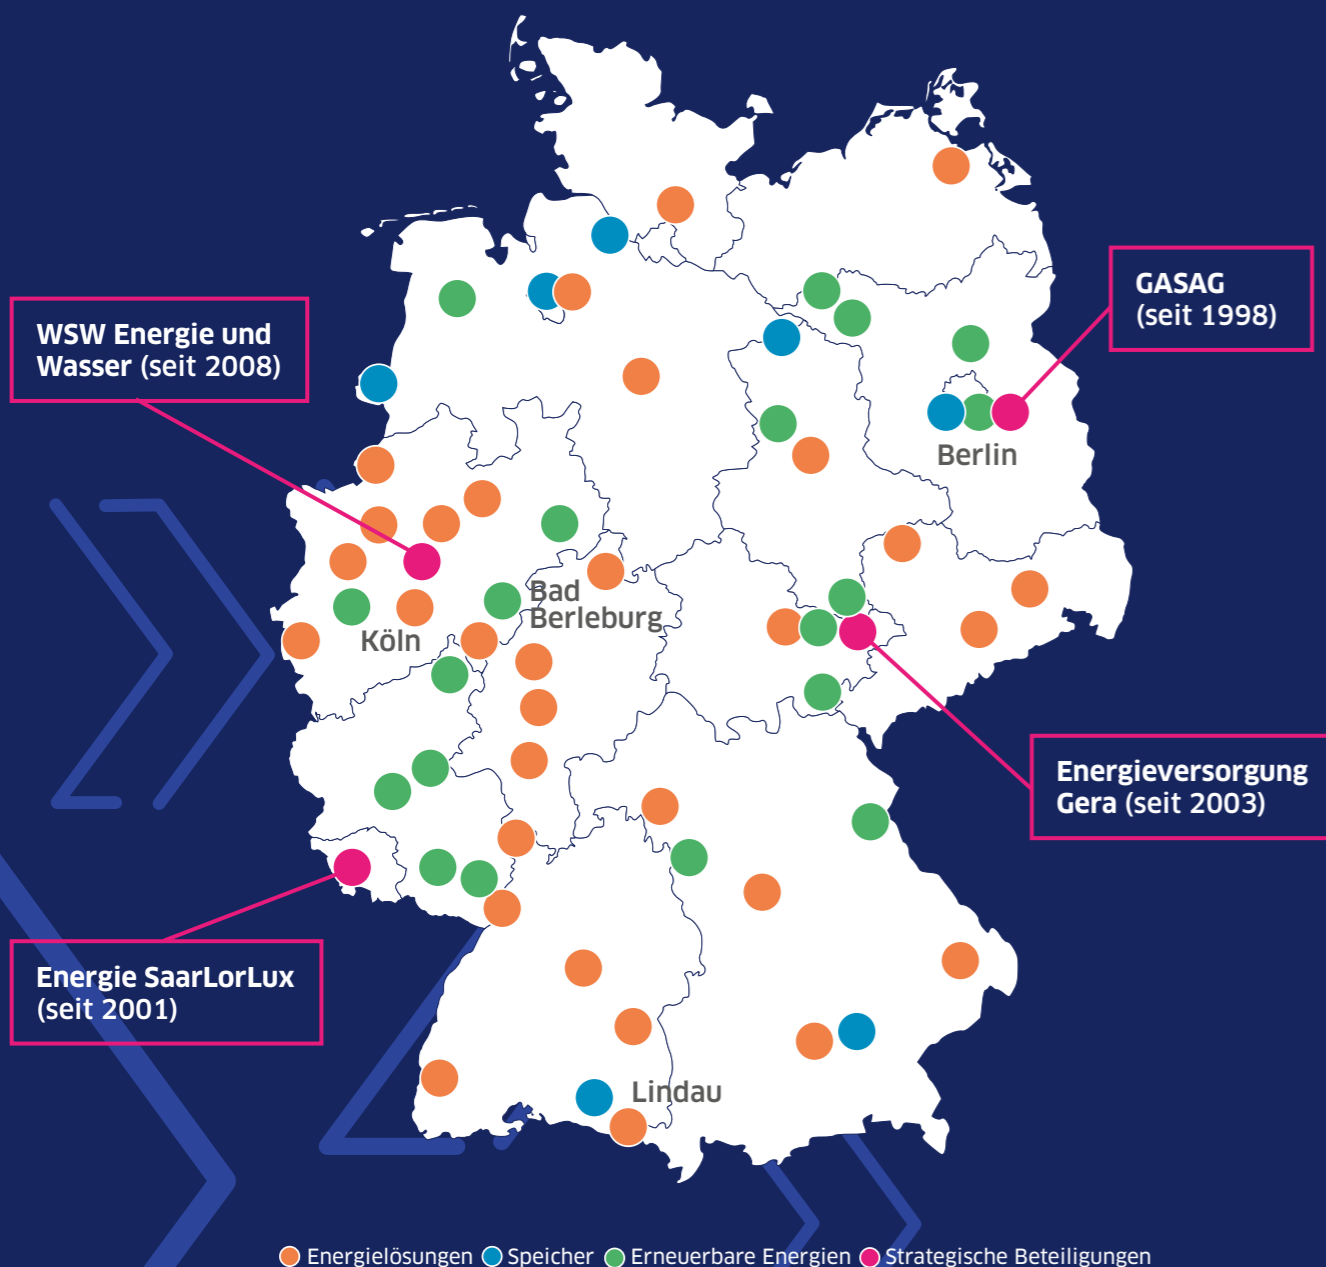 GASAG
(seit 1998)
WSW Energie und
Wasser (seit 2008)
Berlin
Bad
Berleburg
Köln
Energieversorgung
Gera (seit 2003)
Energie SaarLorLux
(seit 2001)
Lindau
Energielösungen Speicher Erneuerbare Energien Strategische Beteiligungen